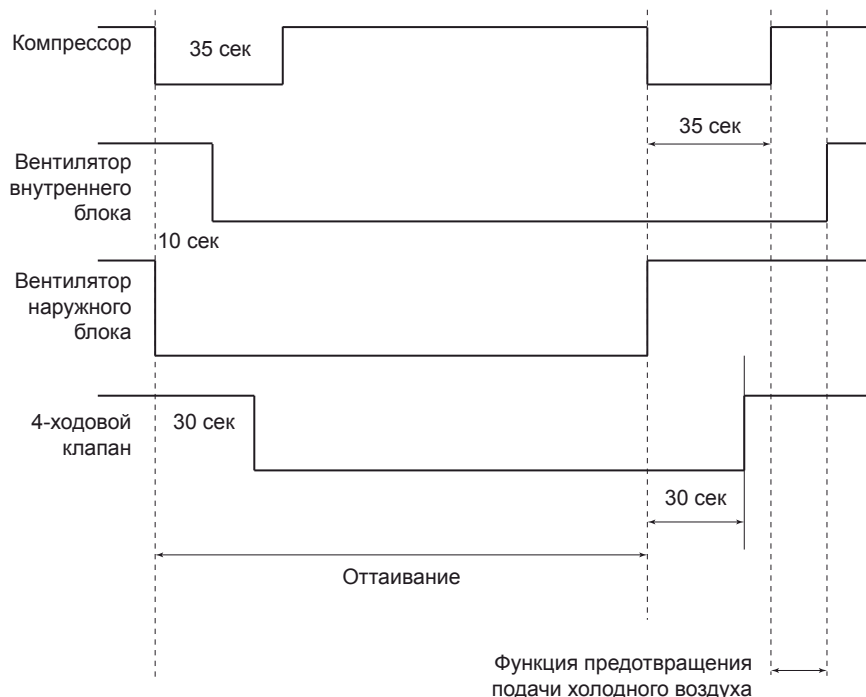 Компрессор
35 сек
35 сек
Вентилятор
внутреннего
блока
10 сек
Вентилятор
наружного
блока
4-ходовой
клапан
30 сек
30 сек
Оттаивание
Функция предотвращения
подачи холодного воздуха